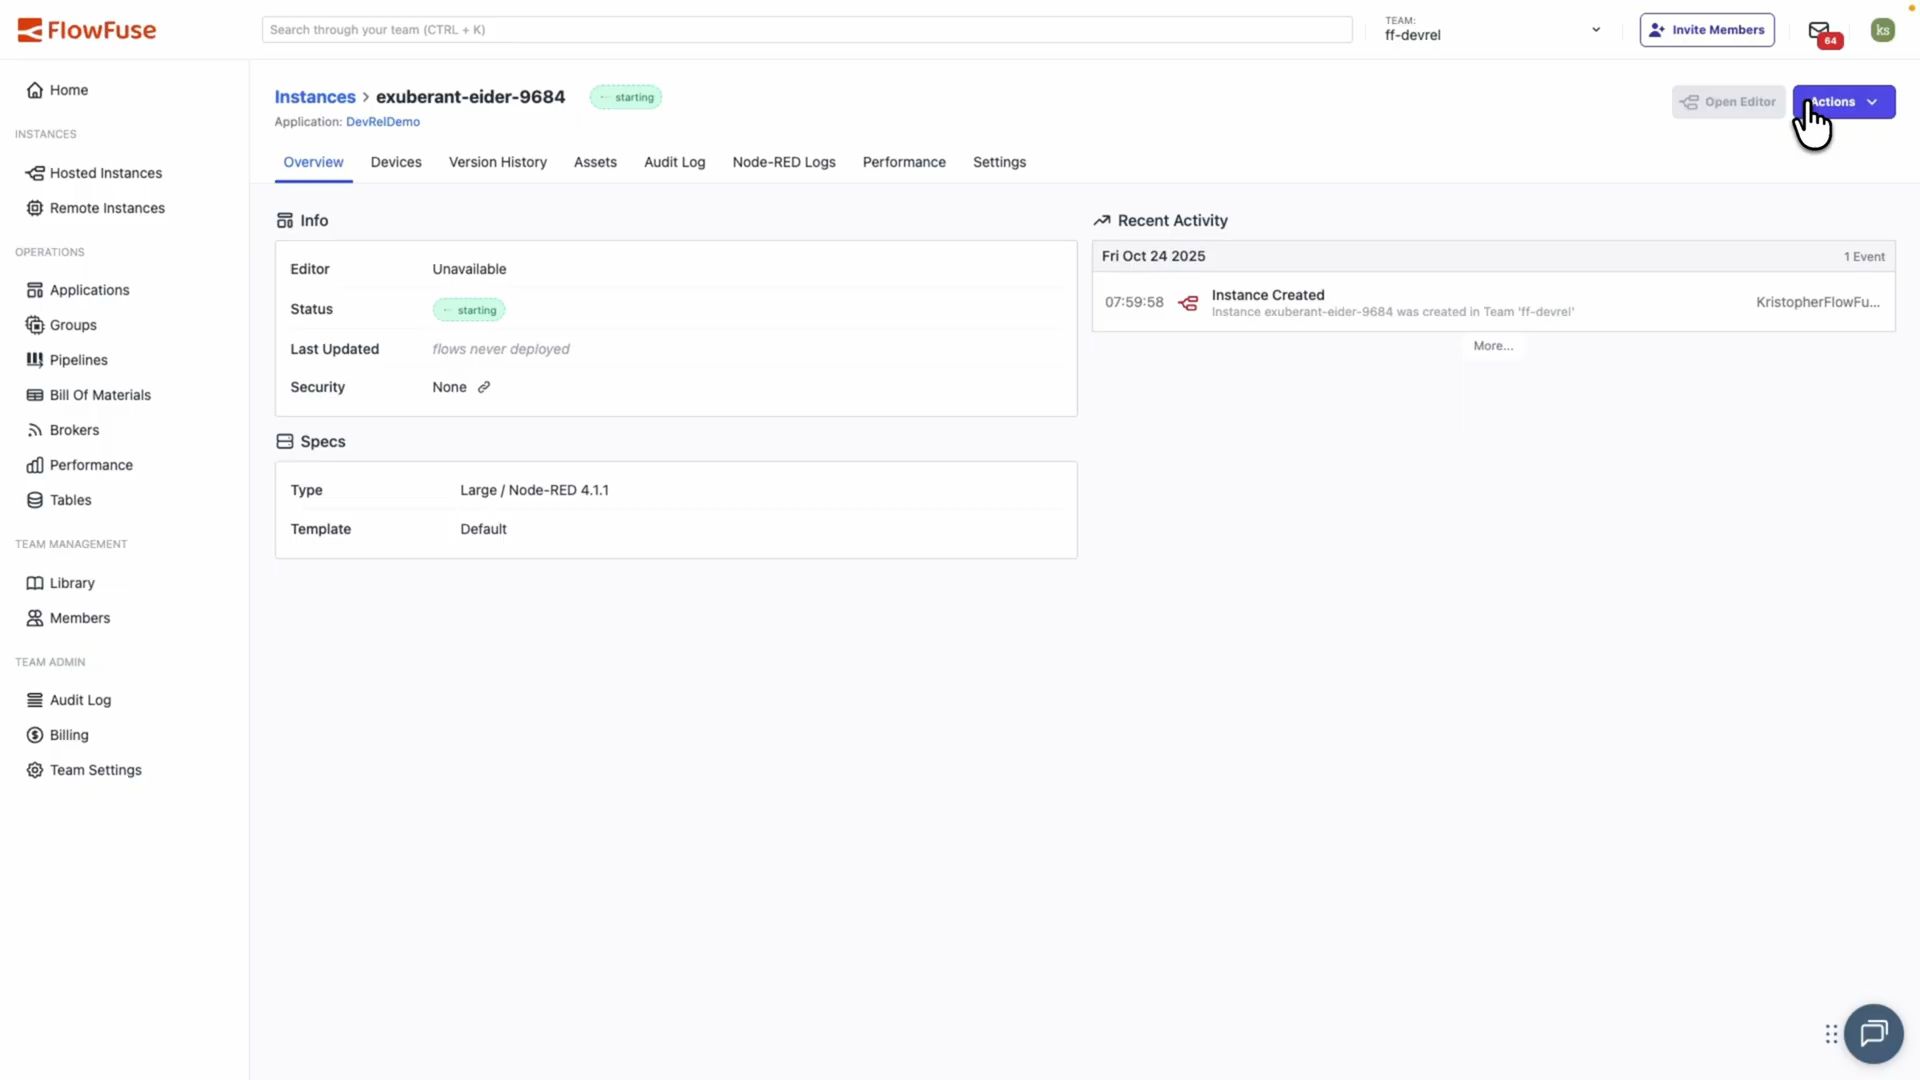 FlowFuse
Search through your team (CTRL + K)
TEAM:
ff-devrel
Invite Members
64
ks
Home
INSTANCES
Hosted Instances
Remote Instances
OPERATIONS
Applications
Groups
Pipelines
Bill Of Materials
Brokers
Performance
Tables
TEAM MANAGEMENT
Library
Members
TEAM ADMIN
Audit Log
Billing
Team Settings
Instances > exuberant-eider-9684 starting
Application: DevRelDemo
Open Editor
Actions
Overview Devices Version History Assets Audit Log Node-RED Logs Performance Settings
Info
Editor Unavailable
Status starting
Last Updated flows never deployed
Security None
Specs
Type Large / Node-RED 4.1.1
Template Default
Recent Activity
Fri Oct 24 2025 1 Event
07:59:58 Instance Created KristopherFlowFu...
Instance exuberant-eider-9684 was created in Team 'ff-devrel'
More...